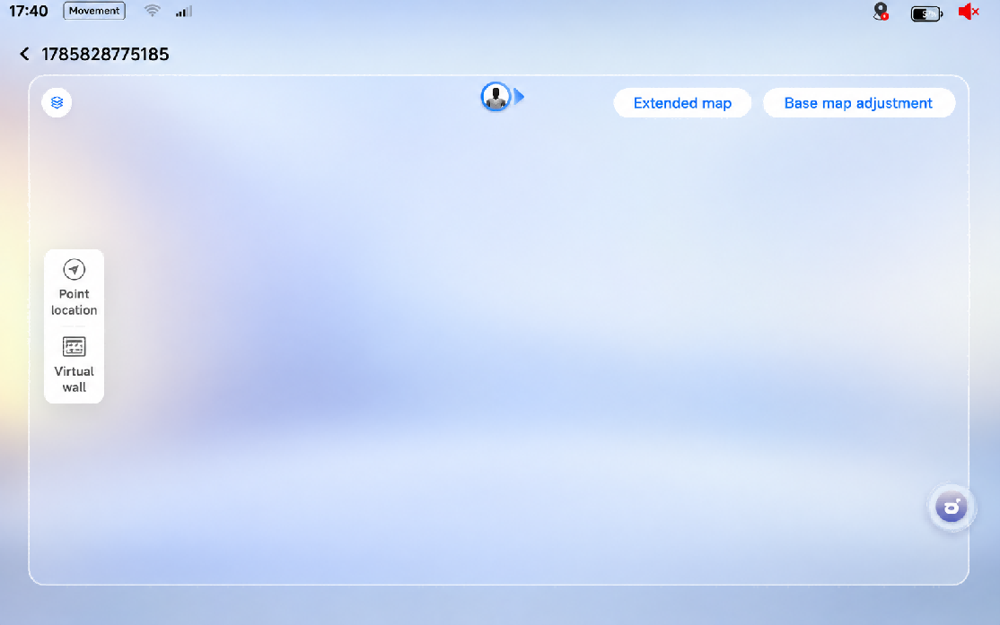 17:40 Movement
1785828775185
Extended map
Base map adjustment
Point
location
Virtual
wall